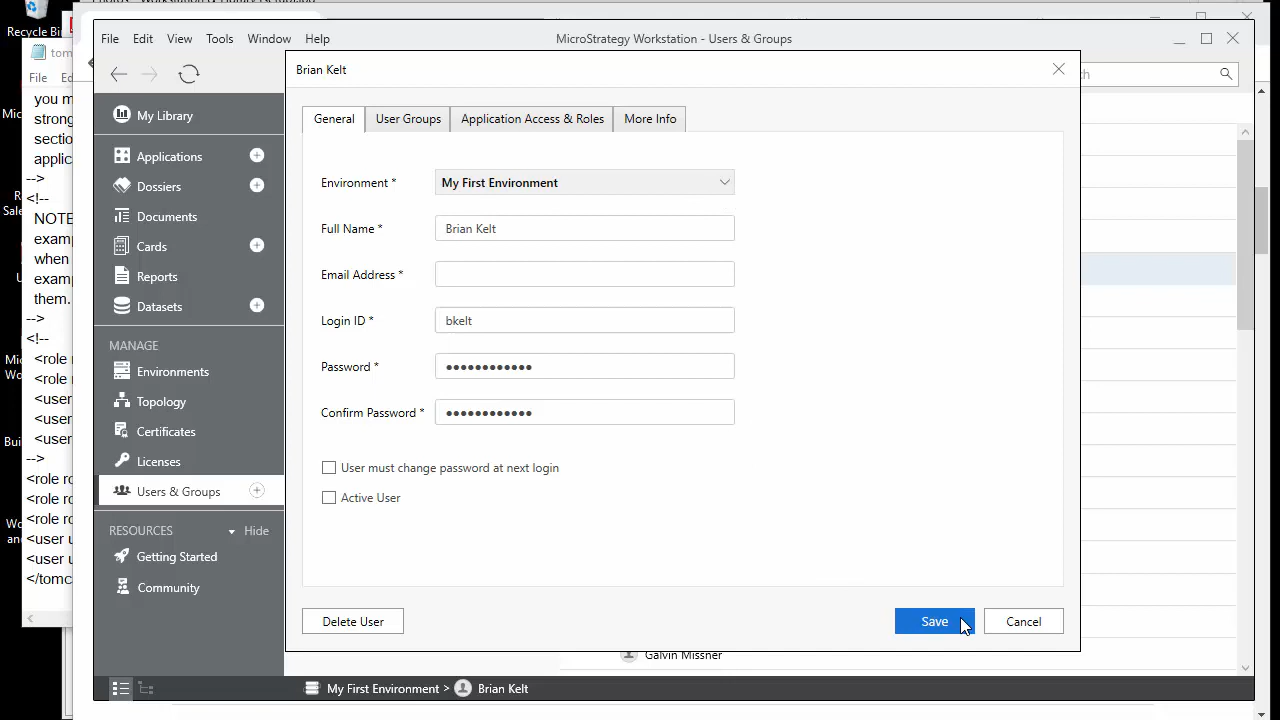 Recycle Bin
File Edit View Tools Window Help
MicroStrategy Workstation - Users & Groups
tom
File Ed
you m
strong
section
applic
-->
<!--
NOTE
examp
when
examp
them.
-->
<!--
<role r
<role r
<user
<user
<user
-->
<role ro
<role ro
<role ro
<user u
<user u
</tomc
My Library
Applications
Dossiers
Documents
Cards
Reports
Datasets
MANAGE
Environments
Topology
Certificates
Licenses
Users & Groups
RESOURCES Hide
Getting Started
Community
Brian Kelt
General User Groups Application Access & Roles More Info
Environment * My First Environment
Full Name * Brian Kelt
Email Address *
Login ID * bkelt
Password * ••••••••••••
Confirm Password * ••••••••••••
User must change password at next login
Active User
Delete User Save Cancel
Galvin Missner
My First Environment > Brian Kelt